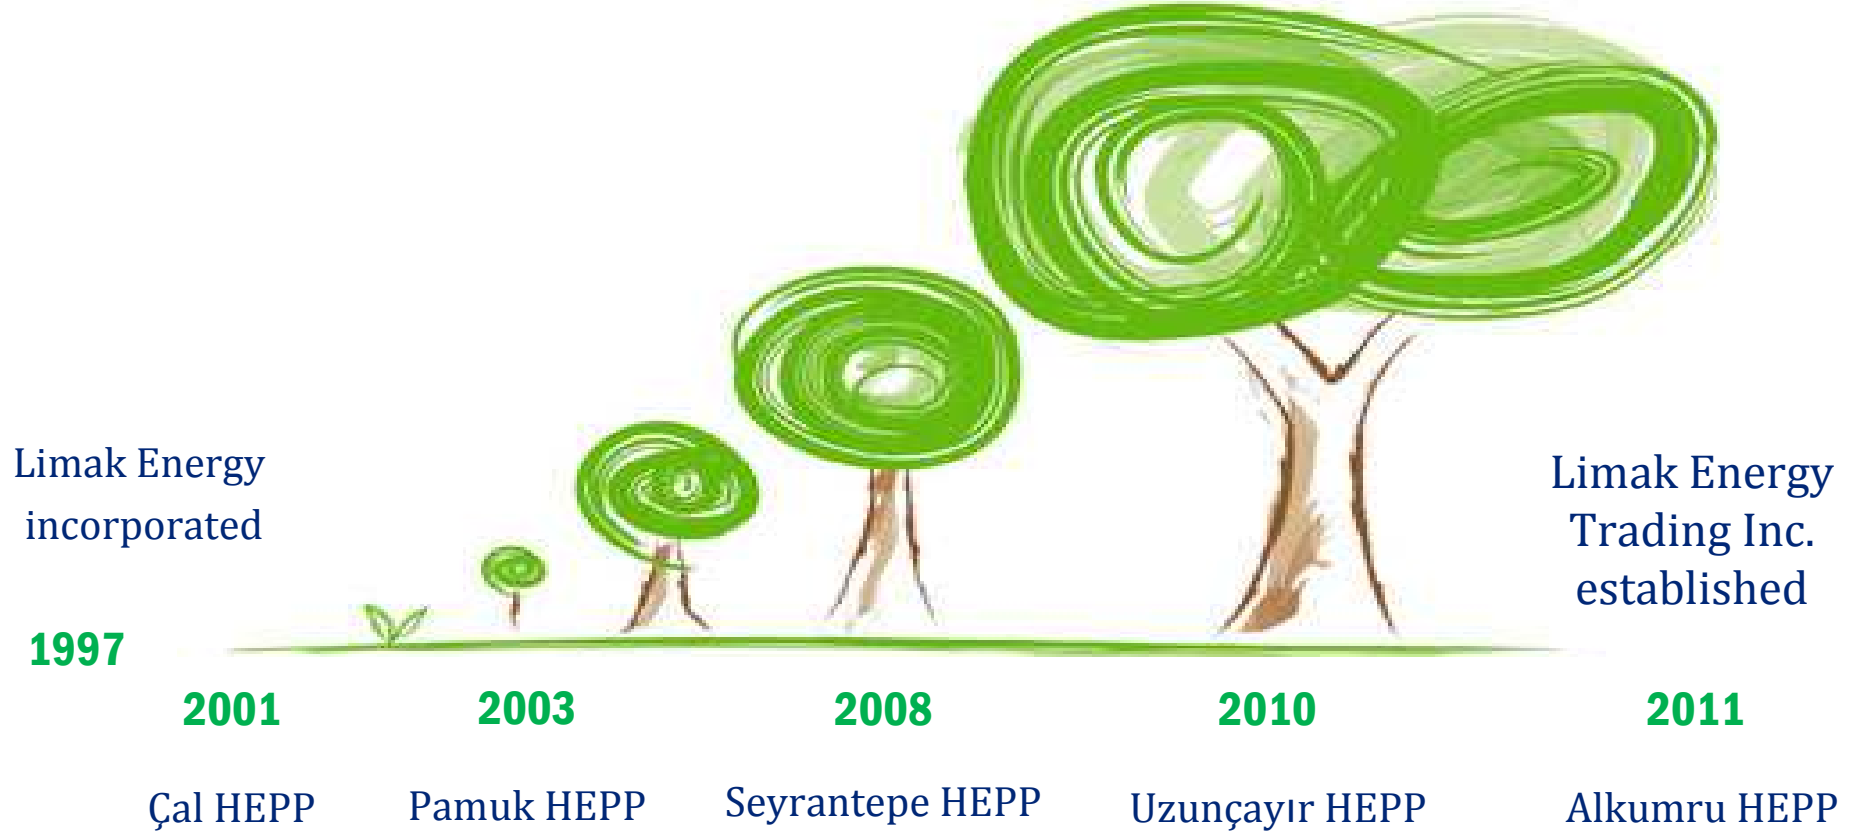 Limak Energy
incorporated
Limak Energy
Trading Inc.
established
1997
2001
2003
2008
2010
2011
Çal HEPP
Pamuk HEPP
Seyrantepe HEPP
Uzunçayır HEPP
Alkumru HEPP